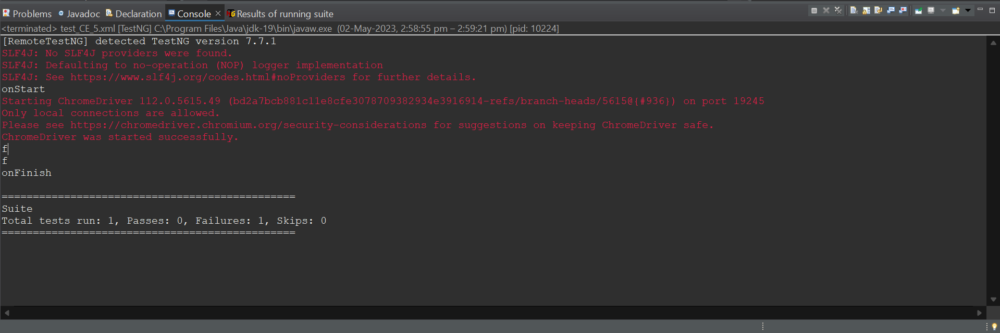 Problems Javadoc Declaration Console Results of running suite
<terminated> test_CE_5.xml [TestNG] C:\Program Files\Java\jdk-19\bin\javaw.exe (02-May-2023, 2:58:55 pm – 2:59:21 pm) [pid: 10224]
[RemoteTestNG] detected TestNG version 7.7.1
SLF4J: No SLF4J providers were found.
SLF4J: Defaulting to no-operation (NOP) logger implementation
SLF4J: See https://www.slf4j.org/codes.html#noProviders for further details.
onStart
Starting ChromeDriver 112.0.5615.49 (bd2a7bcb881c11e8cfe3078709382934e3916914-refs/branch-heads/5615@{#936}) on port 19245
Only local connections are allowed.
Please see https://chromedriver.chromium.org/security-considerations for suggestions on keeping ChromeDriver safe.
ChromeDriver was started successfully.
f
f
onFinish
===============================================
Suite
Total tests run: 1, Passes: 0, Failures: 1, Skips: 0
===============================================